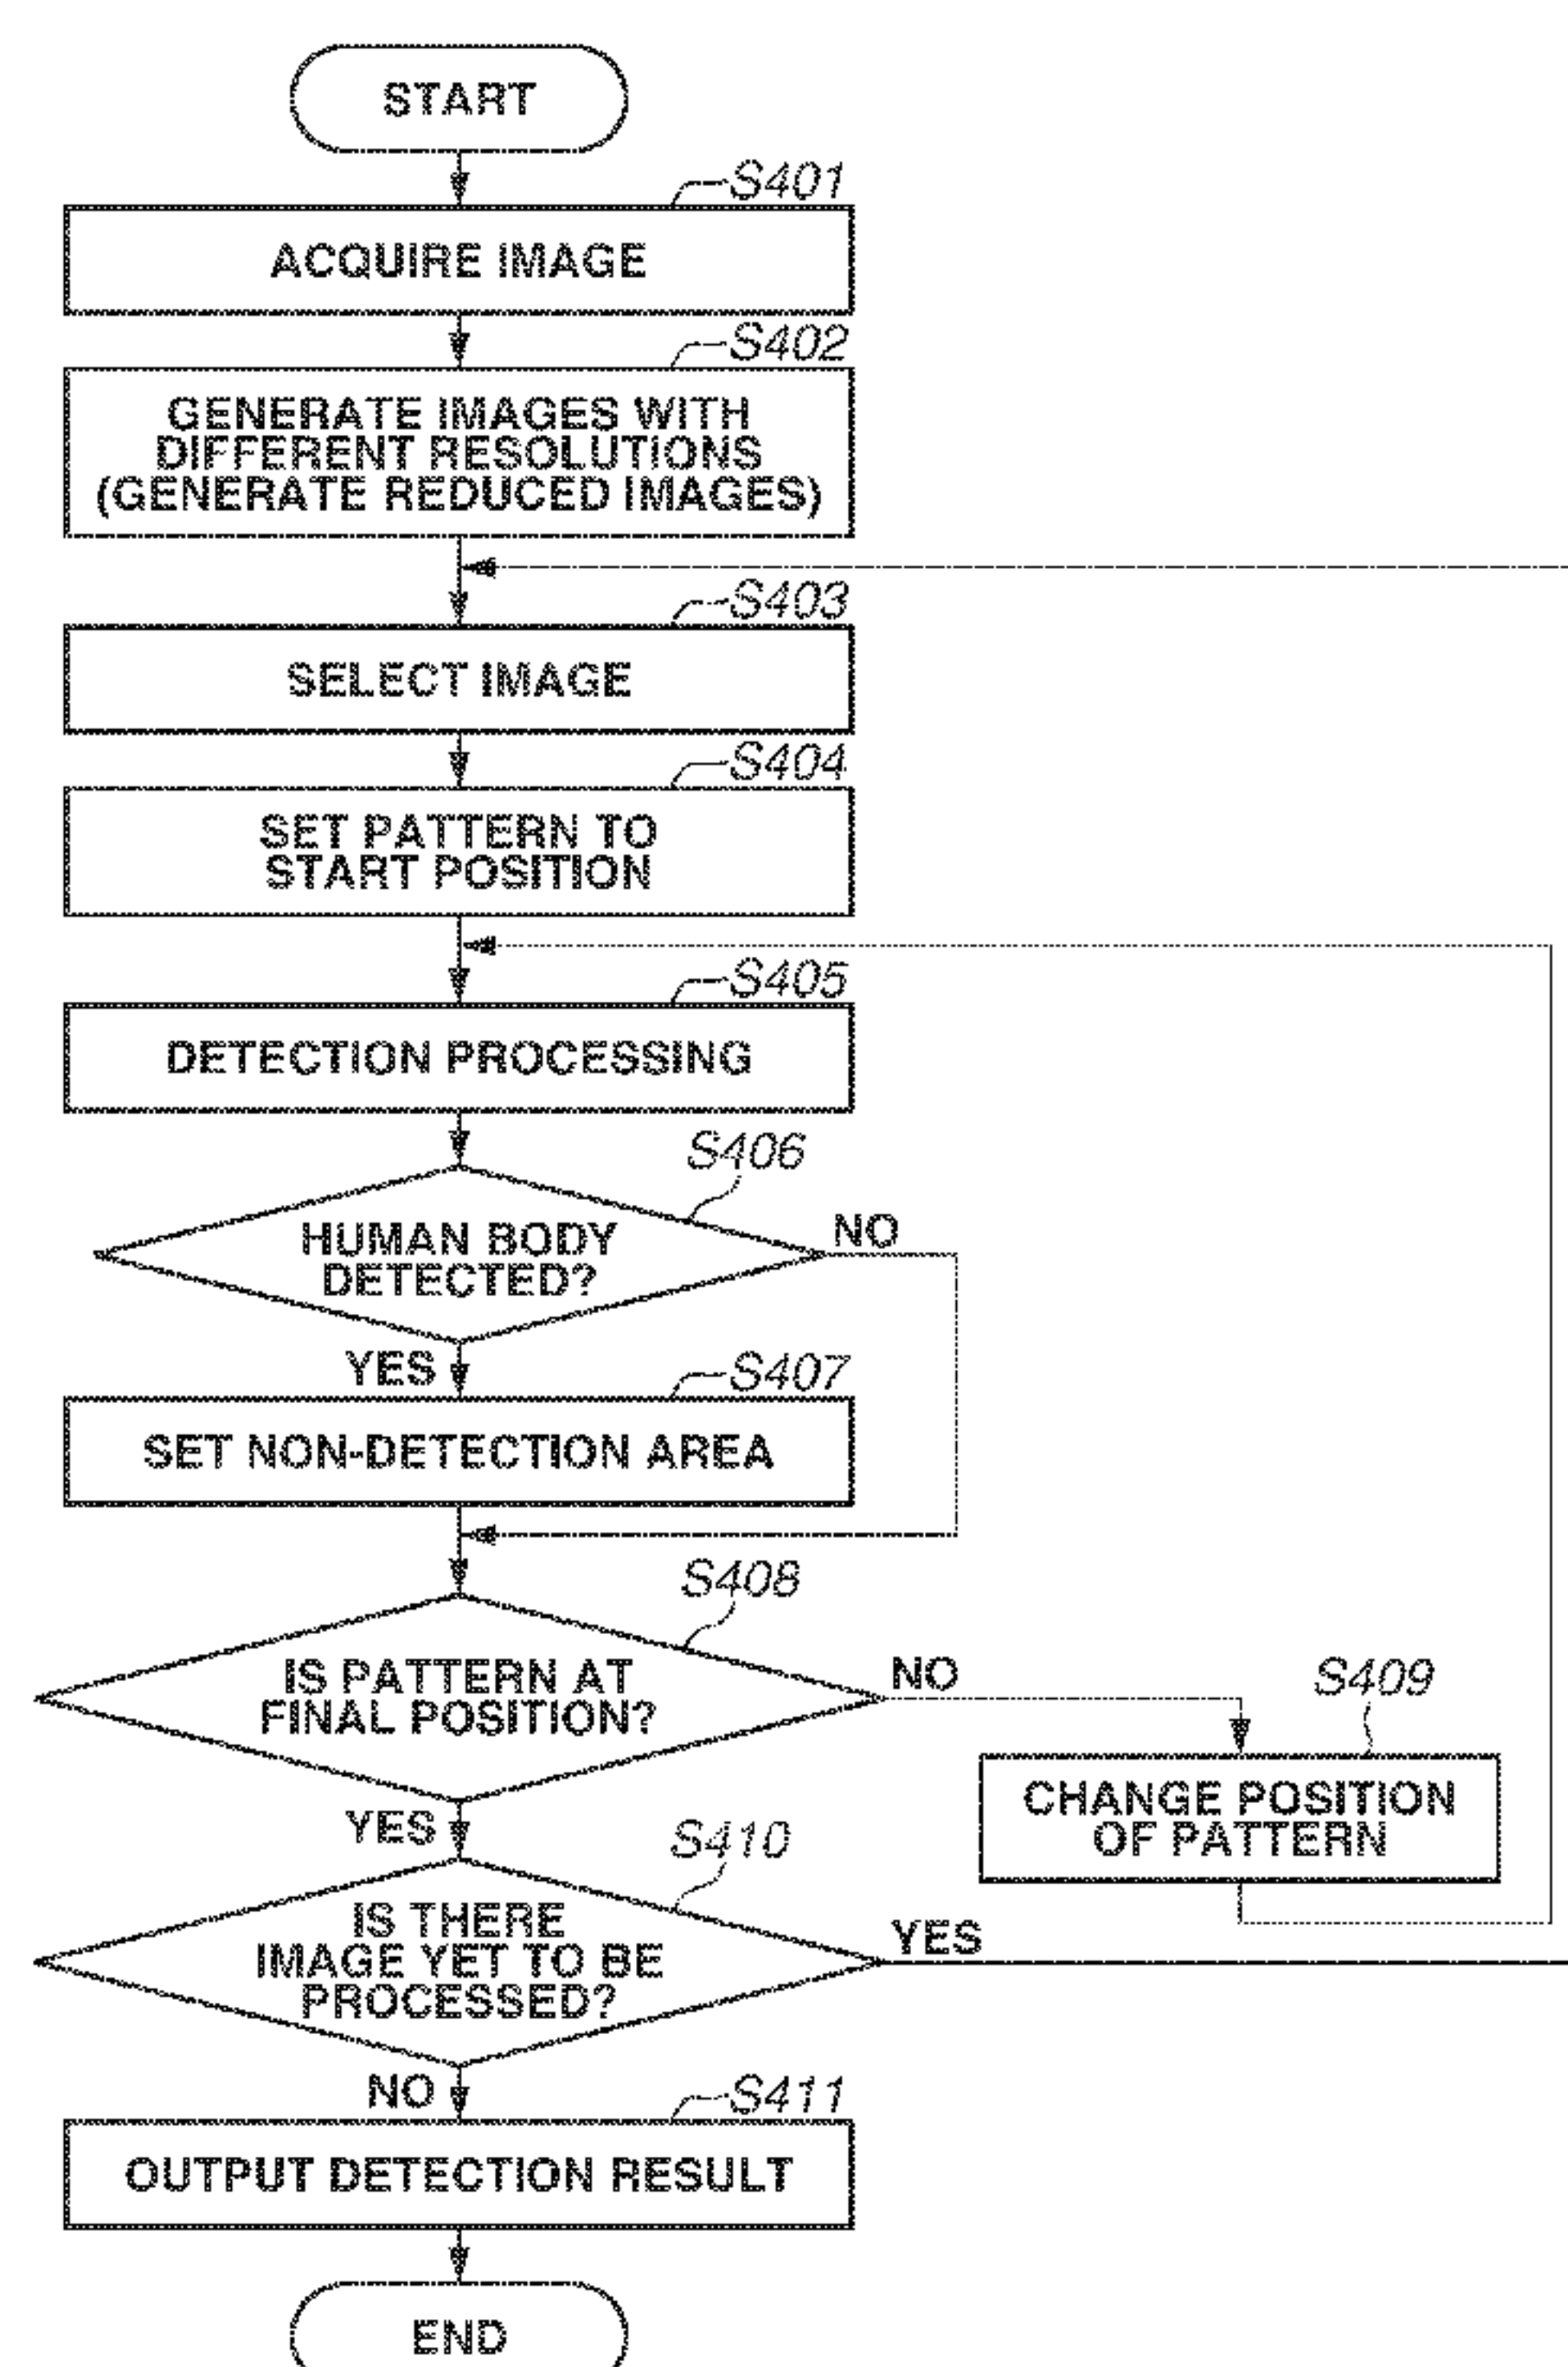 START
S401
ACQUIRE IMAGE
S402
GENERATE IMAGES WITH
DIFFERENT RESOLUTIONS
(GENERATE REDUCED IMAGES)
S403
SELECT IMAGE
S404
SET PATTERN TO
START POSITION
S405
DETECTION PROCESSING
S406
HUMAN BODY
DETECTED?
NO
YES
S407
SET NON-DETECTION AREA
S408
IS PATTERN AT
FINAL POSITION?
NO
S409
CHANGE POSITION
OF PATTERN
YES
S410
IS THERE
IMAGE YET TO BE
PROCESSED?
YES
NO
S411
OUTPUT DETECTION RESULT
END